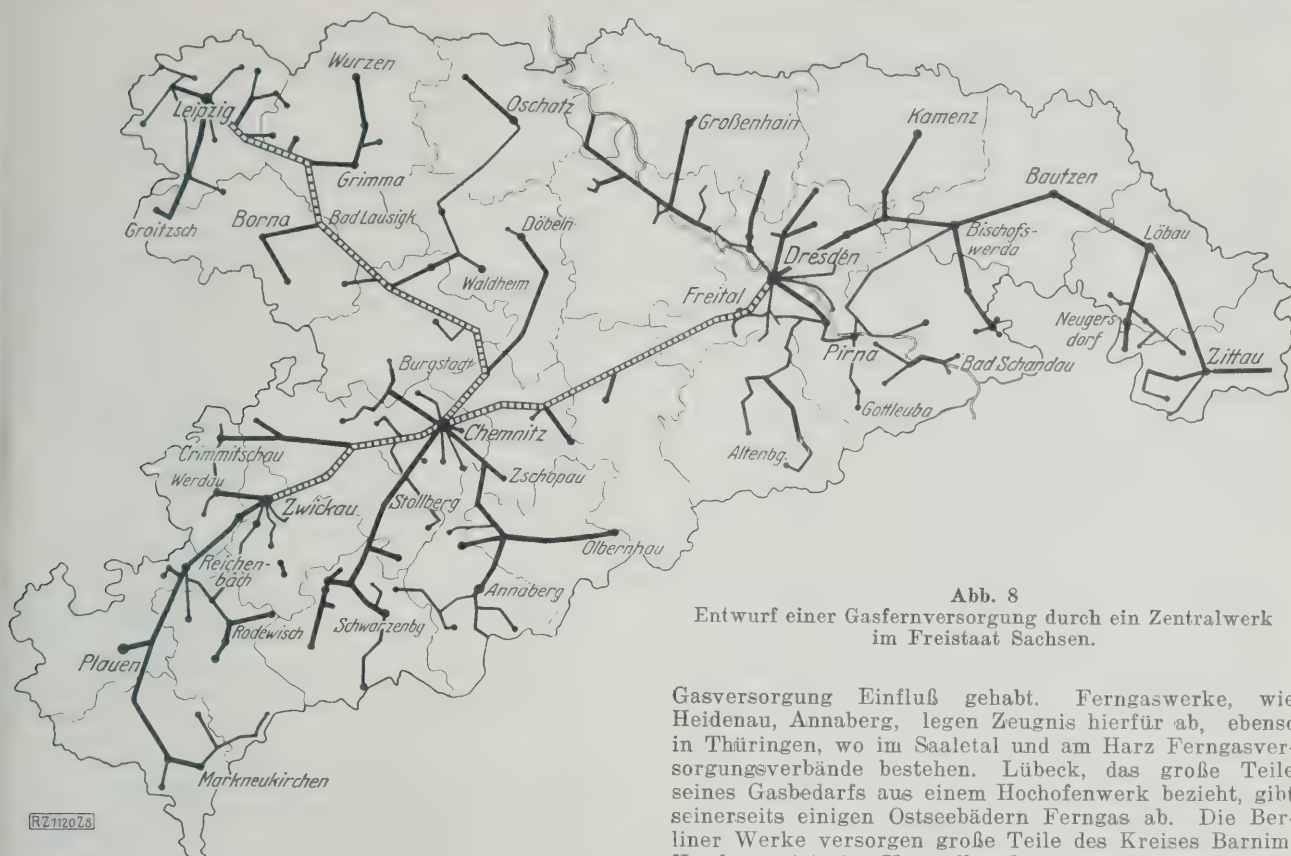 Wurzen
Leipzig
Oschatz
Großenhain
Kamenz
Grimma
Bautzen
Groitzsch
Borna
Bad Lausigk
Döbeln
Bischofs-
werda
Löbau
Waldheim
Dresden
Freital
Neugers
dorf
Pirna
Zittau
Burgstadt
Bad Schandau
Gottleuba
Chemnitz
Crimmitschau
Altenbg.
Werdau
Zschopau
Zwickau
Stollberg
Olbernhau
Reichen-
bach
Annaberg
Rodewisch
Schwarzenbg
Plauen
Markneukirchen
RZ1120Z8
Abb. 8
Entwurf einer Gasfernversorgung durch ein Zentralwerk
im Freistaat Sachsen.
Gasversorgung Einfluß gehabt. Ferngaswerke, wie
Heidenau, Annaberg, legen Zeugnis hierfür ab, ebenso
in Thüringen, wo im Saaletal und am Harz Ferngasver-
sorgungsverbände bestehen. Lübeck, das große Teile
seines Gasbedarfs aus einem Hochofenwerk bezieht, gibt
seinerseits einigen Ostseebädern Ferngas ab. Die Ber-
liner Werke versorgen große Teile des Kreises Barnim